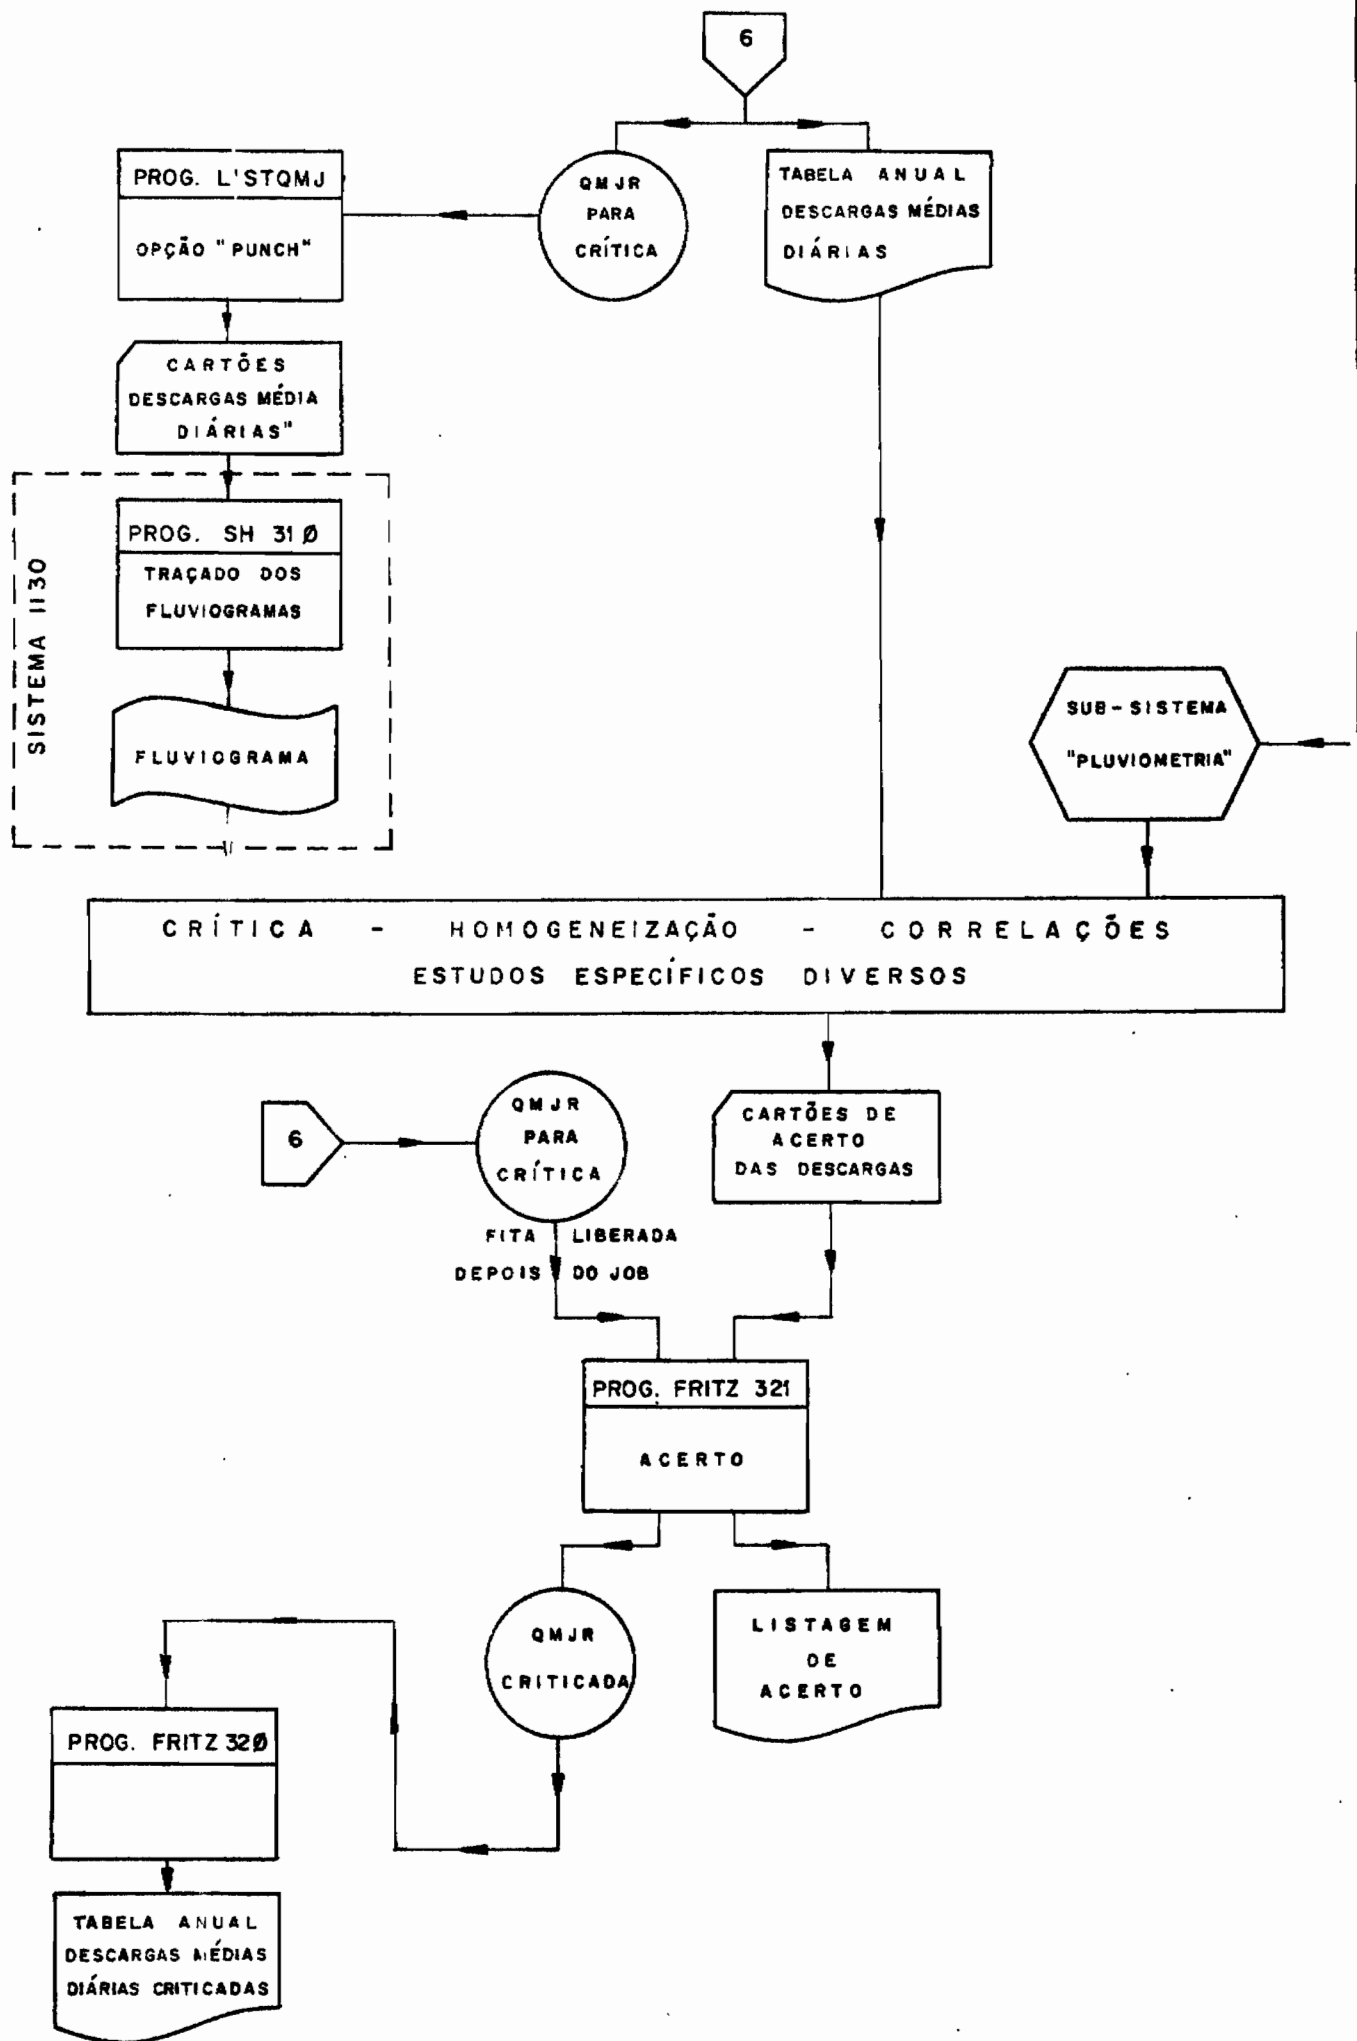 6
PROG. L'STQMJ
OPÇÃO "PUNCH"
QMJR
PARA
CRÍTICA
TABELA ANUAL
DESCARGAS MÉDIAS
DIÁRIAS
CARTÕES
DESCARGAS MÉDIA
DIÁRIAS"
SISTEMA 1130
PROG. SH 31Ø
TRAÇADO DOS
FLUVIOGRAMAS
FLUVIOGRAMA
SUB-SISTEMA
"PLUVIOMETRIA"
CRÍTICA - HOMOGENEIZAÇÃO - CORRELAÇÕES
ESTUDOS ESPECÍFICOS DIVERSOS
6
QMJR
PARA
CRÍTICA
CARTÕES DE
ACERTO
DAS DESCARGAS
FITA LIBERADA
DEPOIS DO JOB
PROG. FRITZ 321
ACERTO
QMJR
CRITICADA
LISTAGEM
DE
ACERTO
PROG. FRITZ 32Ø
TABELA ANUAL
DESCARGAS MÉDIAS
DIÁRIAS CRITICADAS